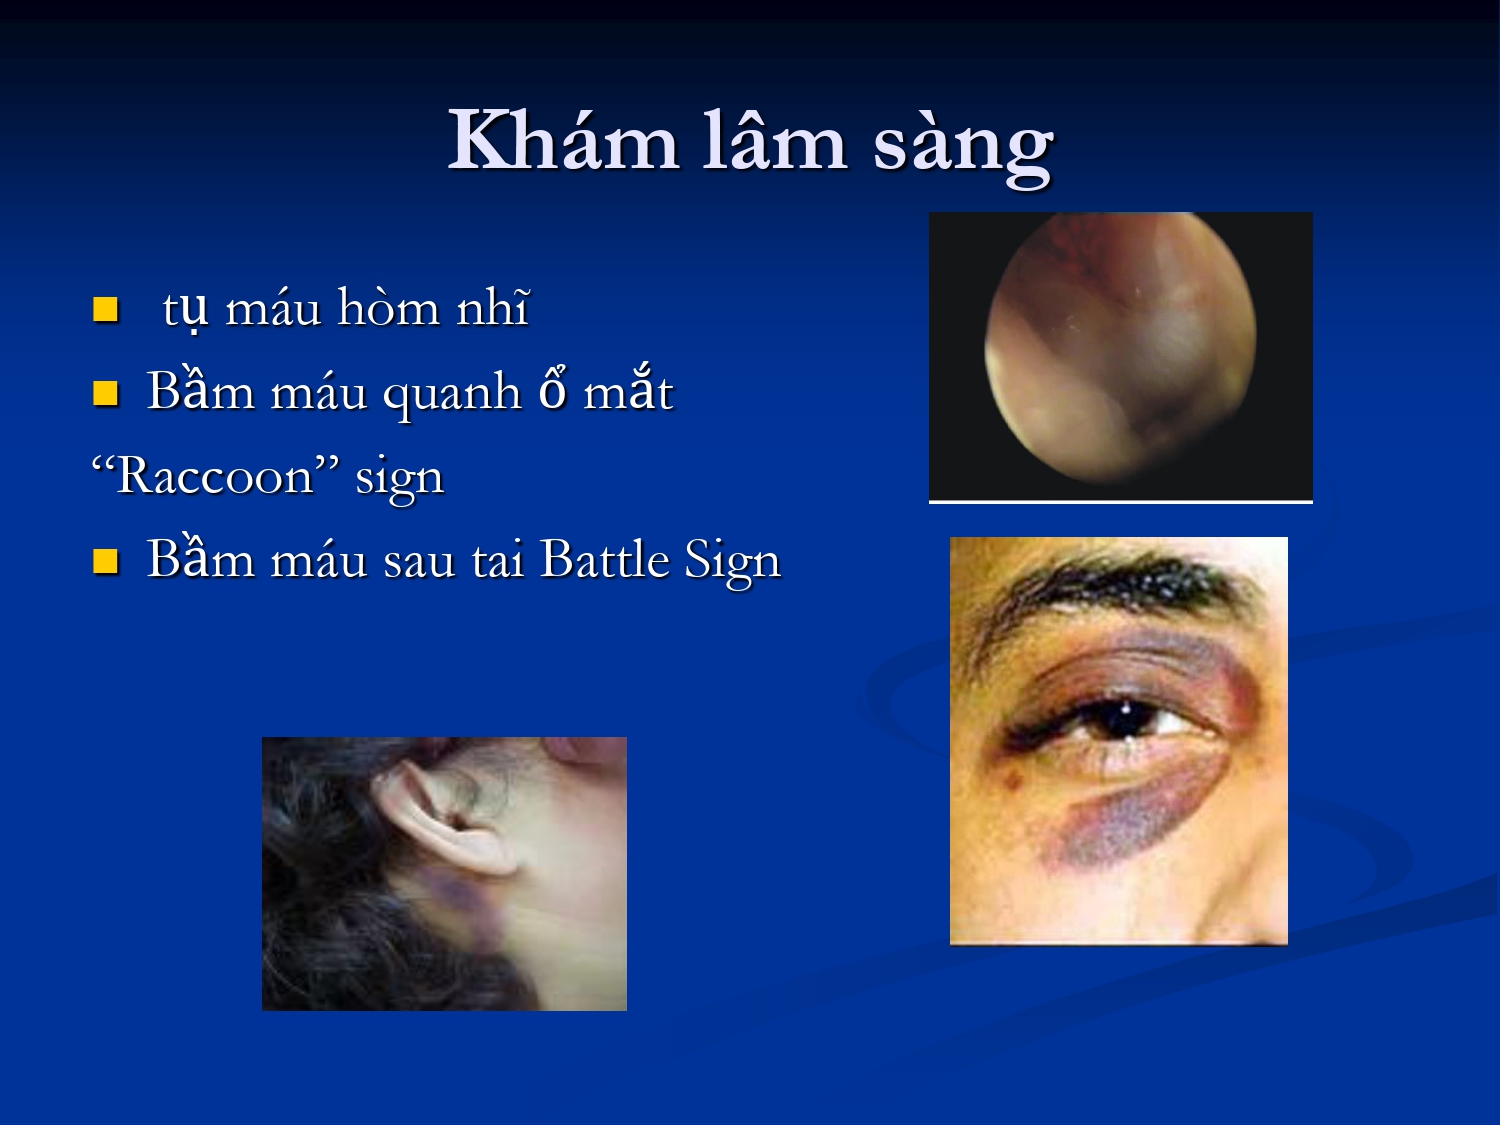 Khám lâm sàng
tụ máu hòm nhĩ
Bầm máu quanh ổ mắt
“Raccoon” sign
Bầm máu sau tai Battle Sign